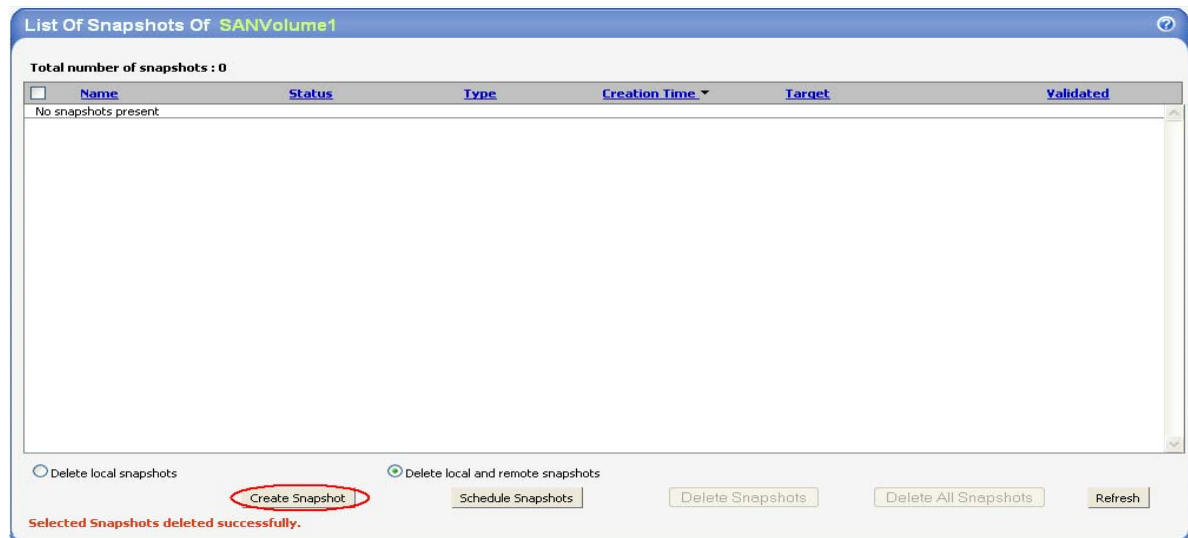 List Of Snapshots Of SANVolume1 ?
Total number of snapshots : 0
Name Status Type Creation Time Target Validated
No snapshots present
Delete local snapshots Delete local and remote snapshots
Create Snapshot Schedule Snapshots Delete Snapshots Delete All Snapshots Refresh
Selected Snapshots deleted successfully.